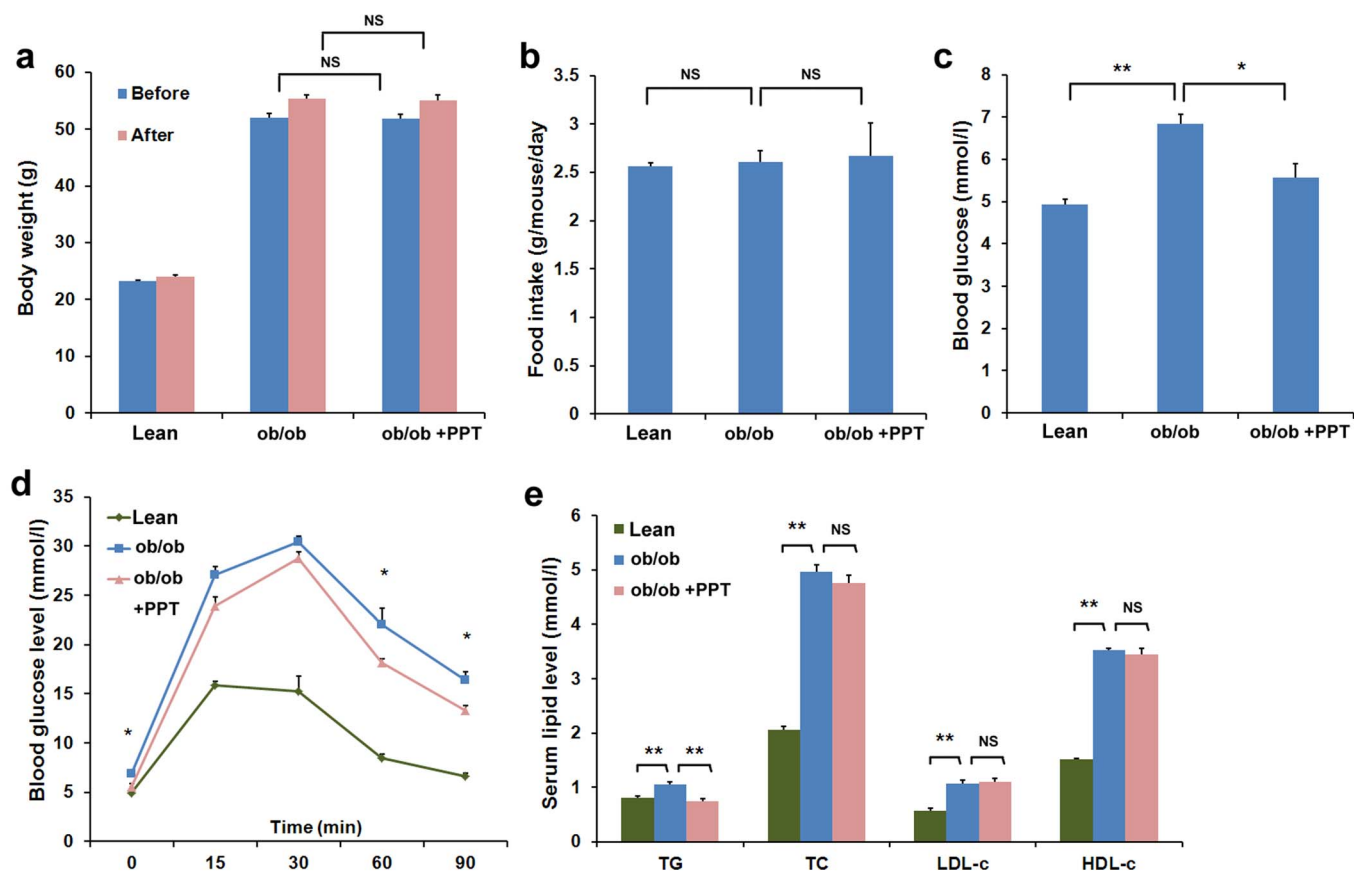 a
NS
NS
60
50
40
30
20
10
0
Before
After
Body weight (g)
Lean
ob/ob
ob/ob +PPT
b
NS
NS
3.5
3
2.5
2
1.5
1
0.5
0
Food intake (g/mouse/day)
Lean
ob/ob
ob/ob +PPT
c
**
*
8
7
6
5
4
3
2
1
0
Blood glucose (mmol/l)
Lean
ob/ob
ob/ob +PPT
d
35
30
25
20
15
10
5
0
Lean
ob/ob
ob/ob
+PPT
*
*
*
Blood glucose level (mmol/l)
Time (min)
0
15
30
60
90
e
6
5
4
3
2
1
0
Lean
ob/ob
ob/ob +PPT
Serum lipid level (mmol/l)
**
**
**
NS
**
NS
**
NS
TG
TC
LDL-c
HDL-c